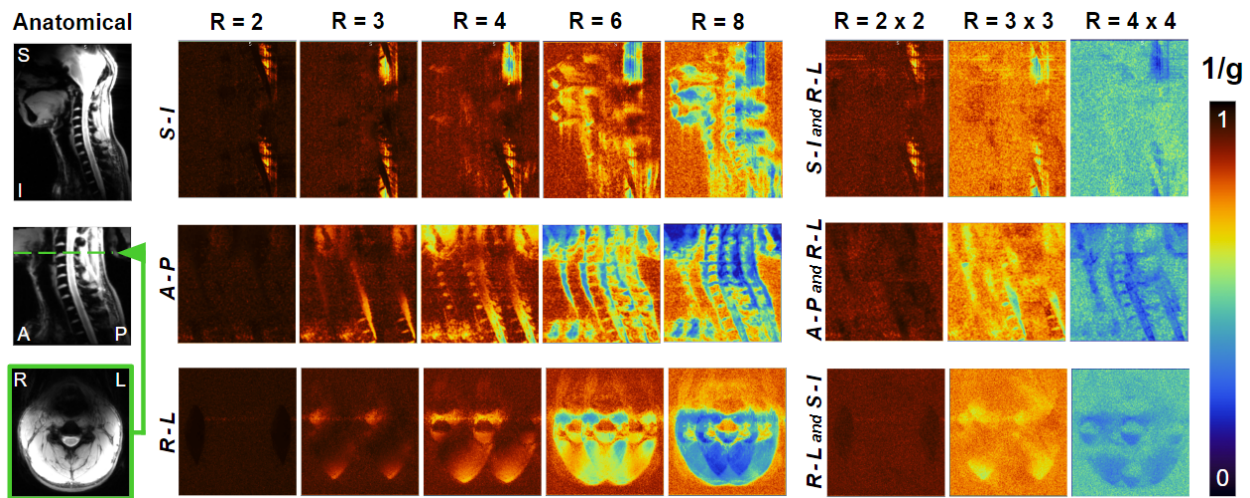 Anatomical R = 2 R = 3 R = 4 R = 6 R = 8 R = 2 x 2 R = 3 x 3 R = 4 x 4
S
I
S-I
S-I and R-L
1/g
1
0
A P
A-P
A-P and R-L
R L
R-L
R-L and S-I